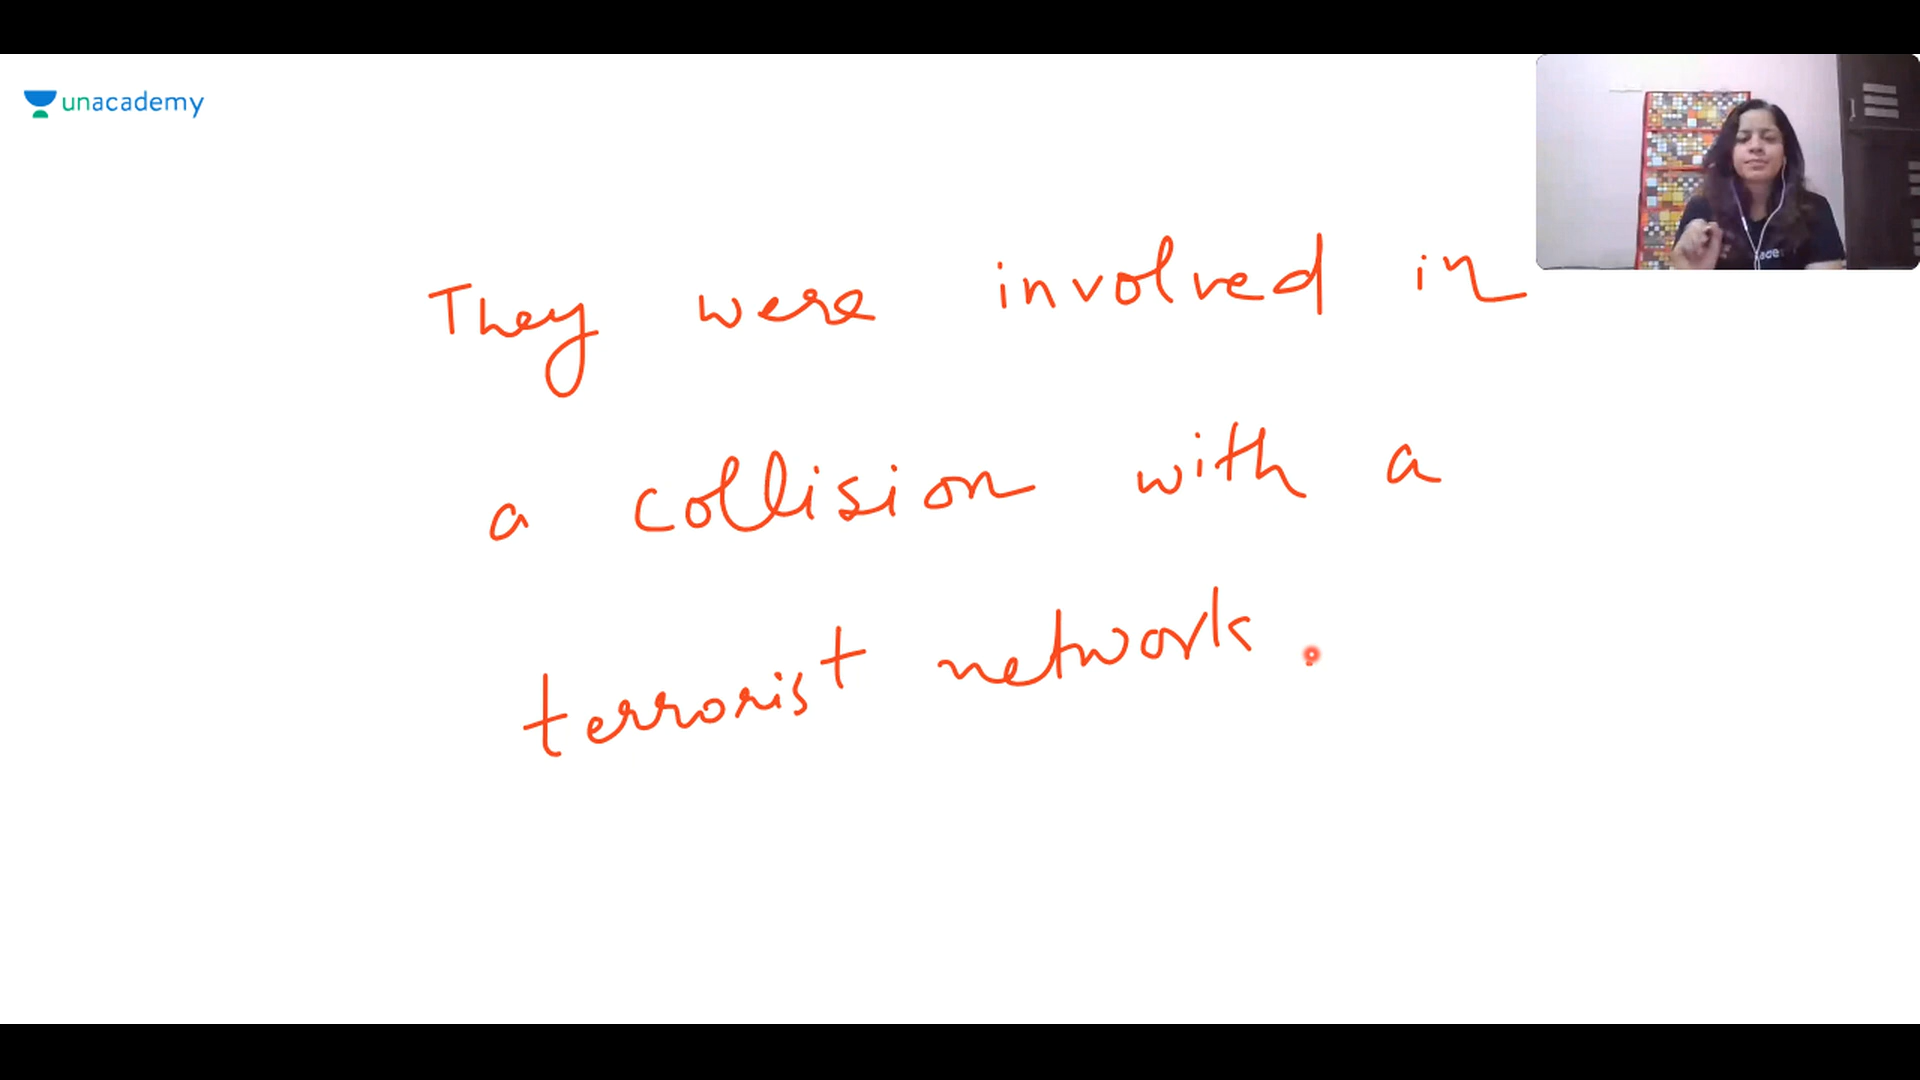 unacademy
They were involved in
a collision with a
terrorist network.